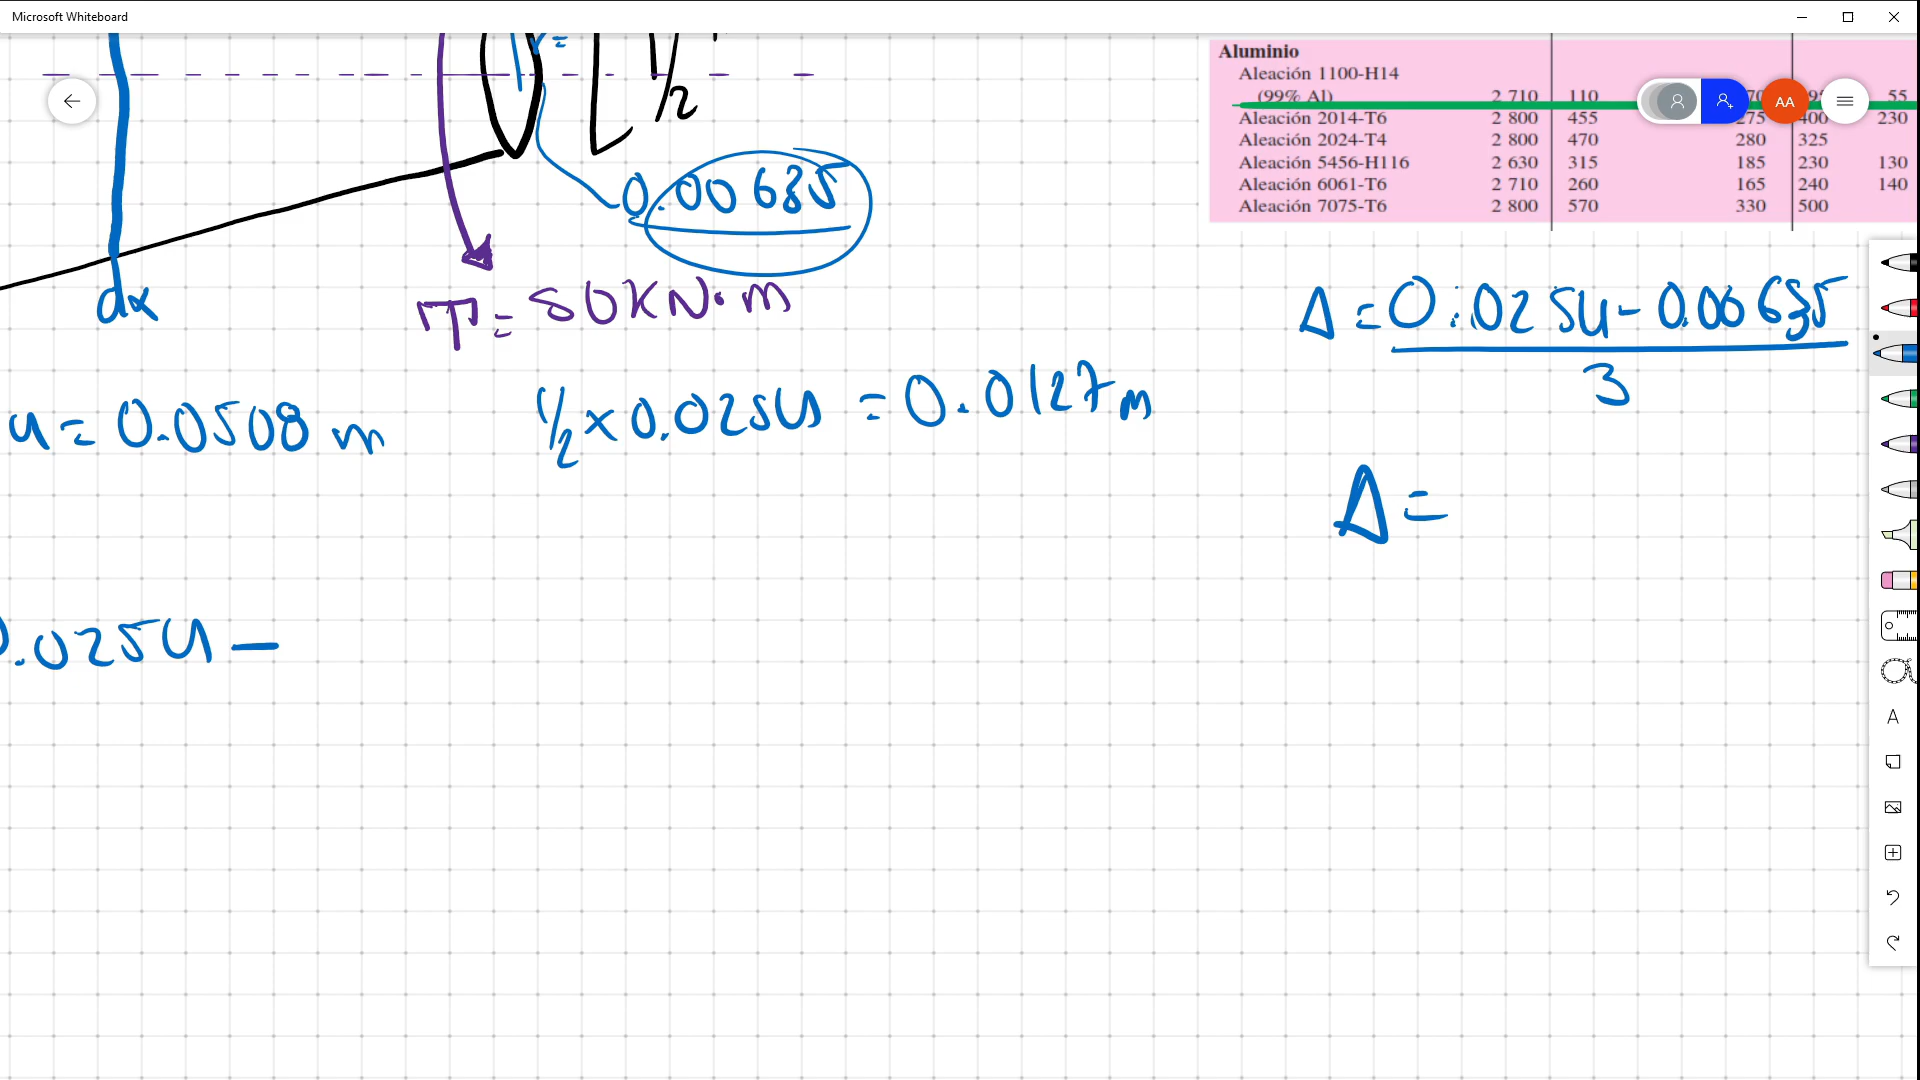 Microsoft Whiteboard
r=
1/2
0.00635
T= 80KN.m
dx
Aluminio
Aleación 1100-H14
(99% Al) 2 710 110 55
Aleación 2014-T6 2 800 455 275 400 230
Aleación 2024-T4 2 800 470 280 325
Aleación 5456-H116 2 630 315 185 230 130
Aleación 6061-T6 2 710 260 165 240 140
Aleación 7075-T6 2 800 570 330 500
AA
Δ = 0.0254 - 0.00635
3
4 = 0.0508 m
1/2 x 0.0254 = 0.0127 m
Δ =
0.0254 -
A